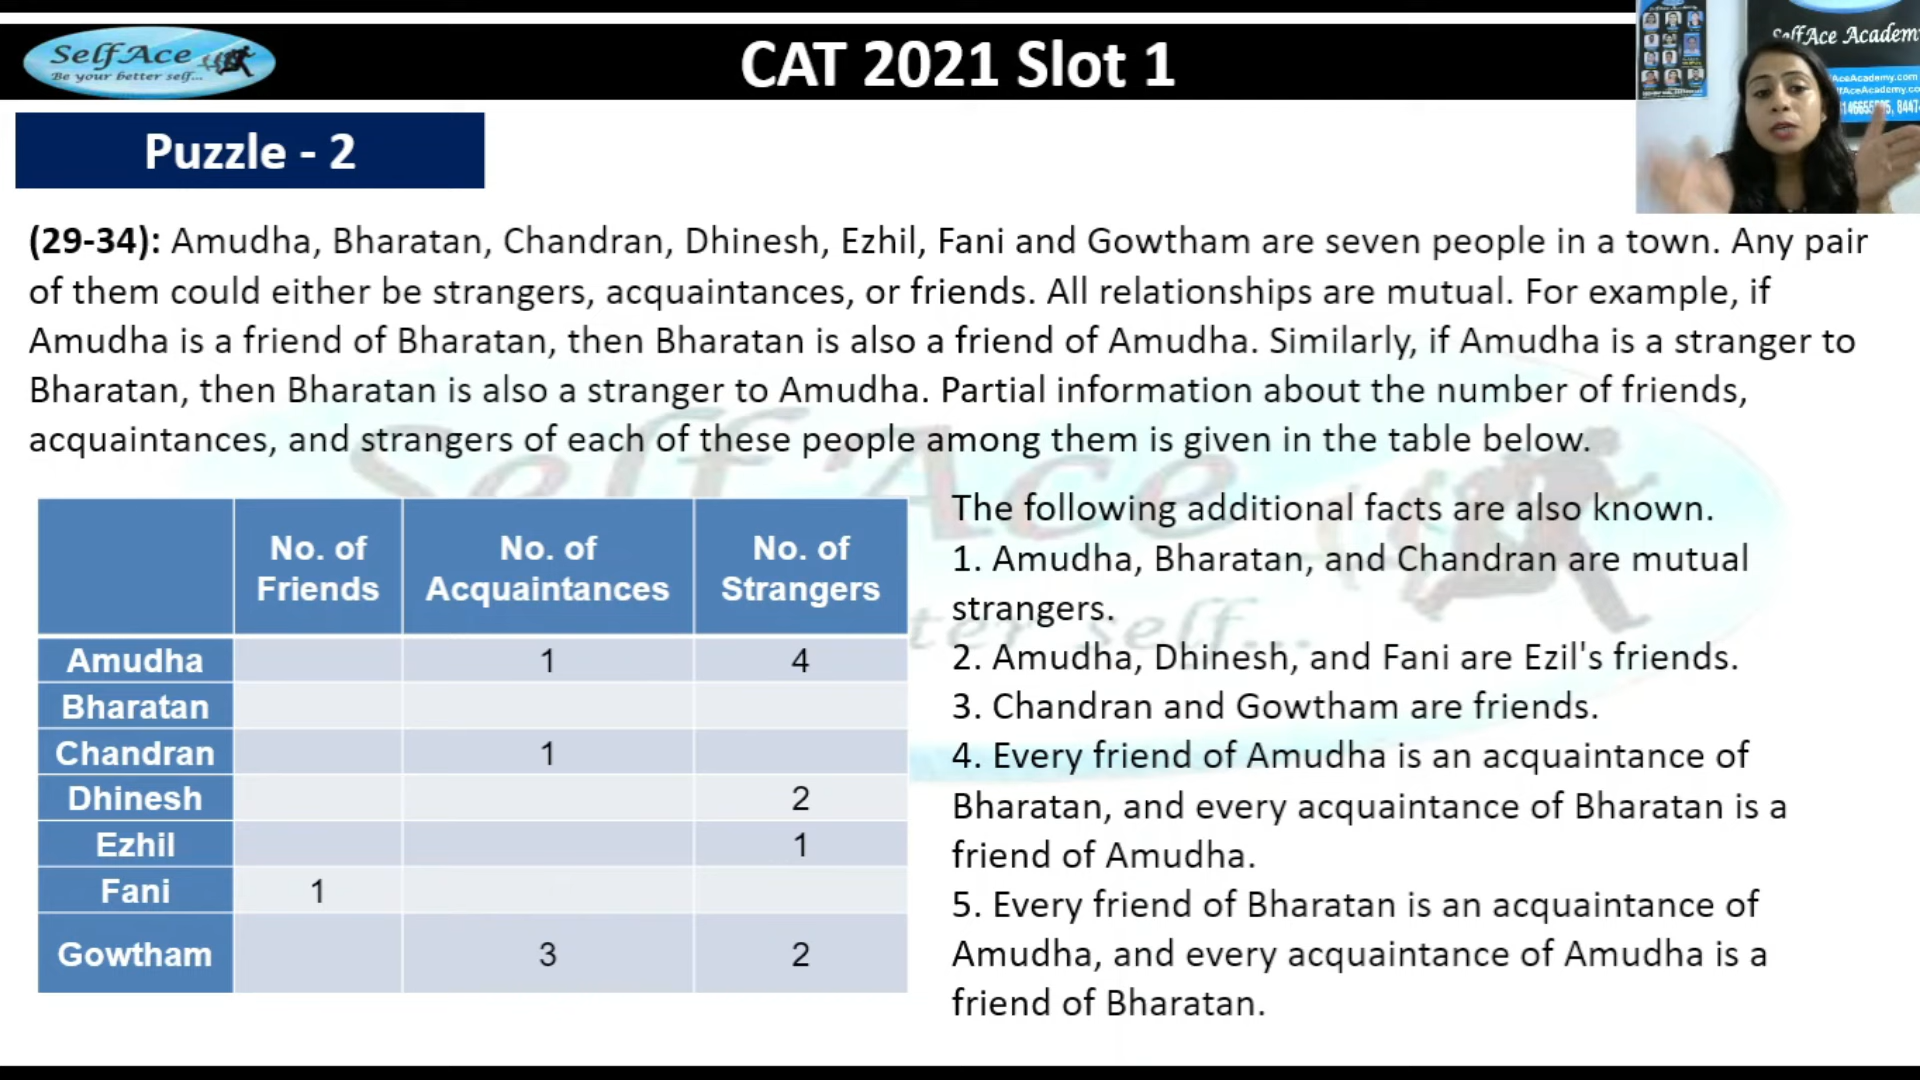 SelfAce
Be your better self...
CAT 2021 Slot 1
SelfAce Academy
Puzzle - 2
(29-34): Amudha, Bharatan, Chandran, Dhinesh, Ezhil, Fani and Gowtham are seven people in a town. Any pair
of them could either be strangers, acquaintances, or friends. All relationships are mutual. For example, if
Amudha is a friend of Bharatan, then Bharatan is also a friend of Amudha. Similarly, if Amudha is a stranger to
Bharatan, then Bharatan is also a stranger to Amudha. Partial information about the number of friends,
acquaintances, and strangers of each of these people among them is given in the table below.
No. of Friends No. of Acquaintances No. of Strangers
Amudha 1 4
Bharatan
Chandran 1
Dhinesh 2
Ezhil 1
Fani 1
Gowtham 3 2
The following additional facts are also known.
1. Amudha, Bharatan, and Chandran are mutual
strangers.
2. Amudha, Dhinesh, and Fani are Ezil's friends.
3. Chandran and Gowtham are friends.
4. Every friend of Amudha is an acquaintance of
Bharatan, and every acquaintance of Bharatan is a
friend of Amudha.
5. Every friend of Bharatan is an acquaintance of
Amudha, and every acquaintance of Amudha is a
friend of Bharatan.